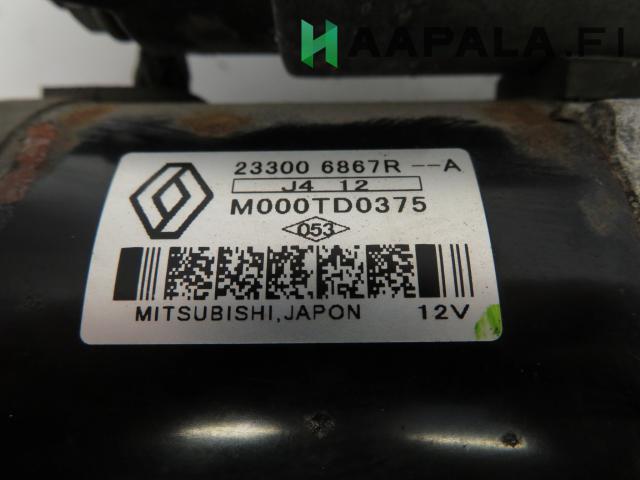 HAAPALA.FI
23300 6867R --A
J4 12
M000TD0375
053
MITSUBISHI,JAPON 12V